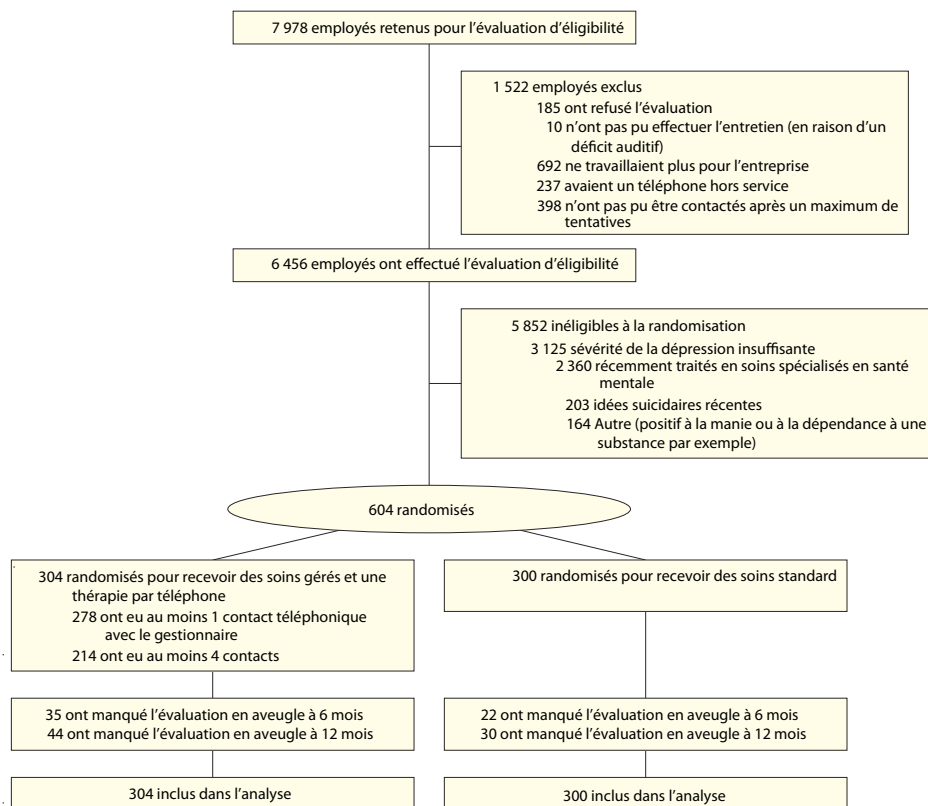 7 978 employés retenus pour l’évaluation d’éligibilité
1 522 employés exclus
185 ont refusé l’évaluation
10 n’ont pas pu effectuer l’entretien (en raison d’un
déficit auditif)
692 ne travaillaient plus pour l’entreprise
237 avaient un téléphone hors service
398 n’ont pas pu être contactés après un maximum de
tentatives
6 456 employés ont effectué l’évaluation d’éligibilité
5 852 inéligibles à la randomisation
3 125 sévérité de la dépression insuffisante
2 360 récemment traités en soins spécialisés en santé
mentale
203 idées suicidaires récentes
164 Autre (positif à la manie ou à la dépendance à une
substance par exemple)
604 randomisés
304 randomisés pour recevoir des soins gérés et une
thérapie par téléphone
278 ont eu au moins 1 contact téléphonique
avec le gestionnaire
214 ont eu au moins 4 contacts
300 randomisés pour recevoir des soins standard
35 ont manqué l’évaluation en aveugle à 6 mois
44 ont manqué l’évaluation en aveugle à 12 mois
22 ont manqué l’évaluation en aveugle à 6 mois
30 ont manqué l’évaluation en aveugle à 12 mois
304 inclus dans l’analyse
300 inclus dans l’analyse